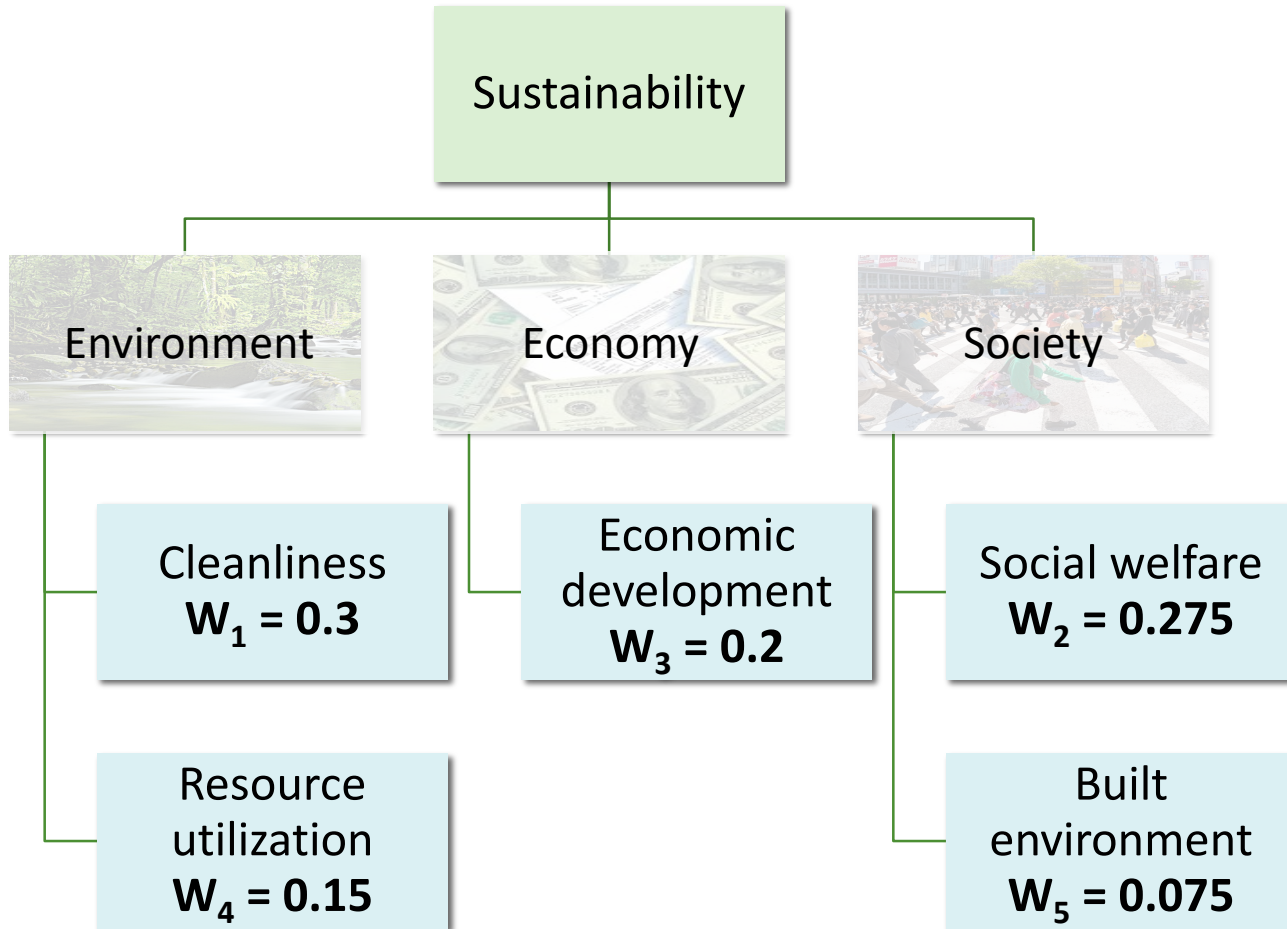 Sustainability
Environment
Economy
Society
Cleanliness
W₁ = 0.3
Economic
development
W₃ = 0.2
Social welfare
W₂ = 0.275
Resource
utilization
W₄ = 0.15
Built
environment
W₅ = 0.075